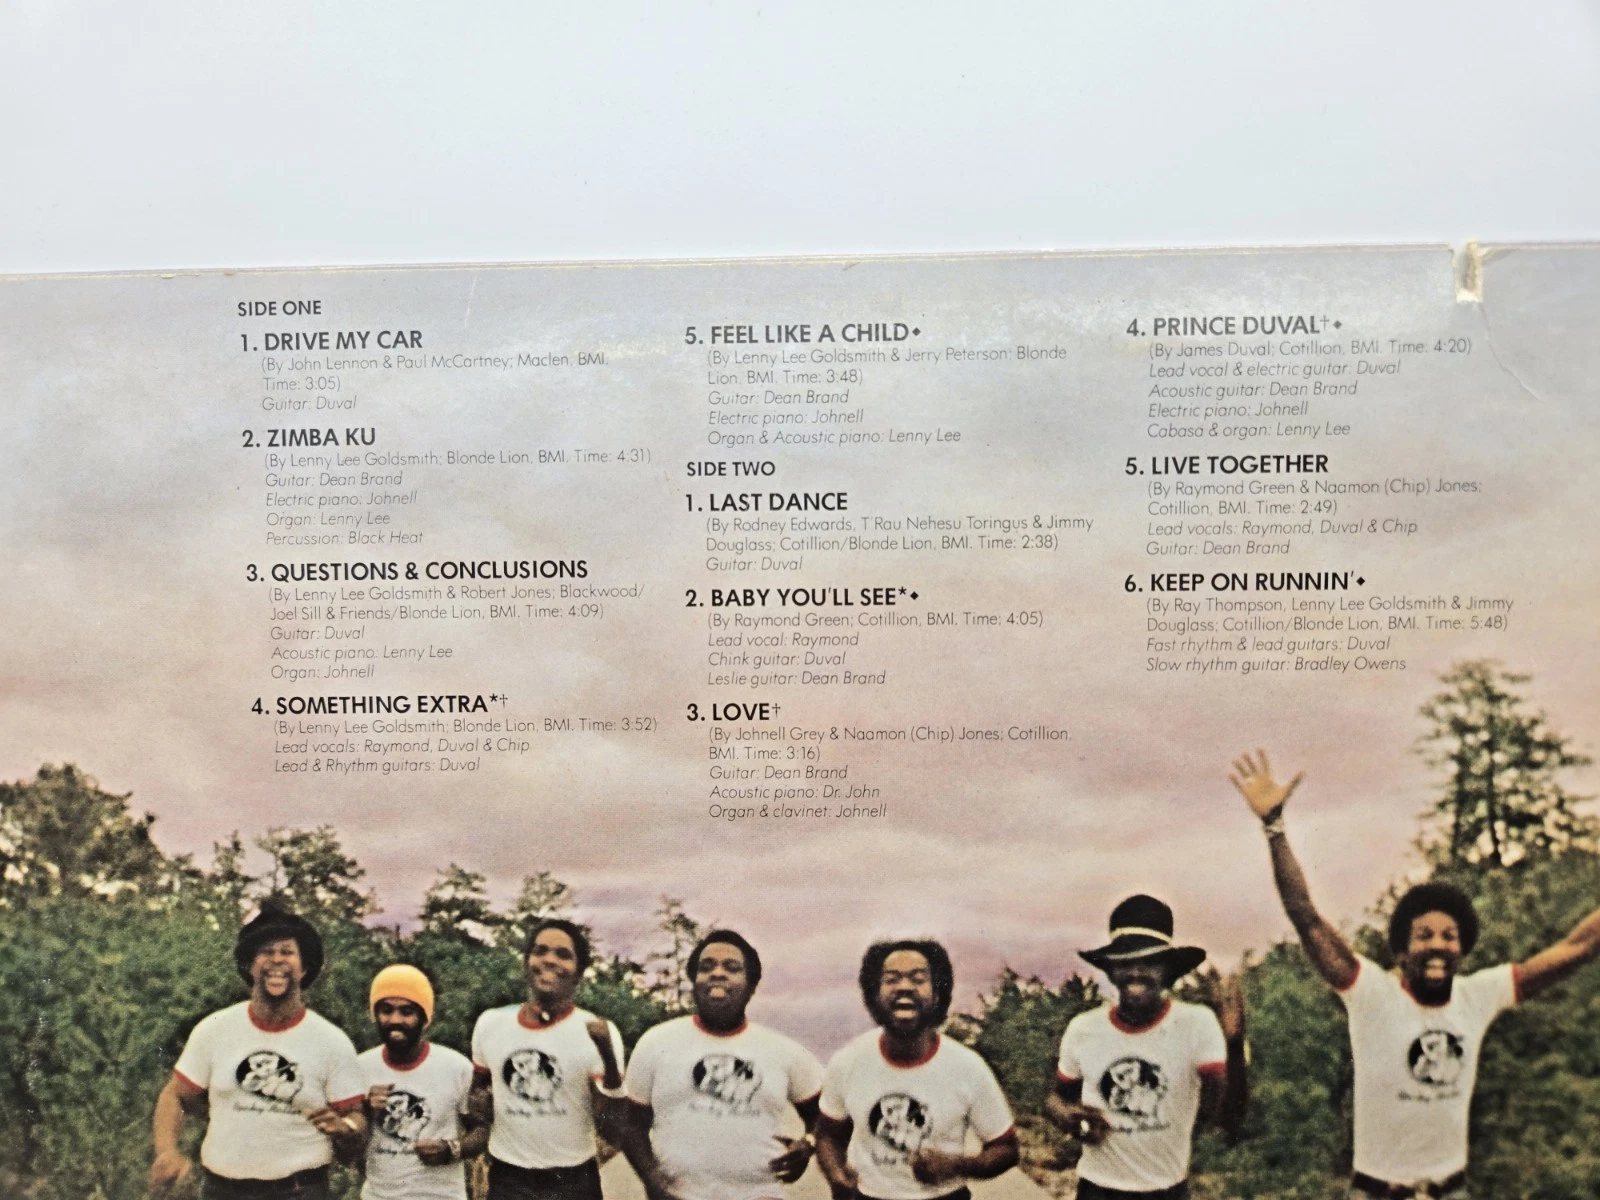 SIDE ONE
1. DRIVE MY CAR
(By John Lennon & Paul McCartney; Maclen, BMI.
Time: 3:05)
Guitar: Duval
2. ZIMBA KU
(By Lenny Lee Goldsmith; Blonde Lion, BMI. Time: 4:31)
Guitar: Dean Brand
Electric piano: Johnell
Organ: Lenny Lee
Percussion: Black Heat
3. QUESTIONS & CONCLUSIONS
(By Lenny Lee Goldsmith & Robert Jones; Blackwood/
Joel Sill & Friends/Blonde Lion, BMI. Time: 4:09)
Guitar: Duval
Acoustic piano: Lenny Lee
Organ: Johnell
4. SOMETHING EXTRA*†
(By Lenny Lee Goldsmith; Blonde Lion, BMI. Time: 3:52)
Lead vocals: Raymond, Duval & Chip
Lead & Rhythm guitars: Duval
5. FEEL LIKE A CHILD♦
(By Lenny Lee Goldsmith & Jerry Peterson; Blonde
Lion, BMI. Time: 3:48)
Guitar: Dean Brand
Electric piano: Johnell
Organ & Acoustic piano: Lenny Lee
SIDE TWO
1. LAST DANCE
(By Rodney Edwards, T'Rau Nehesu Toringus & Jimmy
Douglass; Cotillion/Blonde Lion, BMI. Time: 2:38)
Guitar: Duval
2. BABY YOU'LL SEE*♦
(By Raymond Green; Cotillion, BMI. Time: 4:05)
Lead vocal: Raymond
Chink guitar: Duval
Leslie guitar: Dean Brand
3. LOVE†
(By Johnell Grey & Naamon (Chip) Jones; Cotillion,
BMI. Time: 3:16)
Guitar: Dean Brand
Acoustic piano: Dr. John
Organ & clavinet: Johnell
4. PRINCE DUVAL†♦
(By James Duval; Cotillion, BMI. Time: 4:20)
Lead vocal & electric guitar: Duval
Acoustic guitar: Dean Brand
Electric piano: Johnell
Cabasa & organ: Lenny Lee
5. LIVE TOGETHER
(By Raymond Green & Naamon (Chip) Jones;
Cotillion, BMI. Time: 2:49)
Lead vocals: Raymond, Duval & Chip
Guitar: Dean Brand
6. KEEP ON RUNNIN'♦
(By Ray Thompson, Lenny Lee Goldsmith & Jimmy
Douglass; Cotillion/Blonde Lion, BMI. Time: 5:48)
Fast rhythm & lead guitars: Duval
Slow rhythm guitar: Bradley Owens